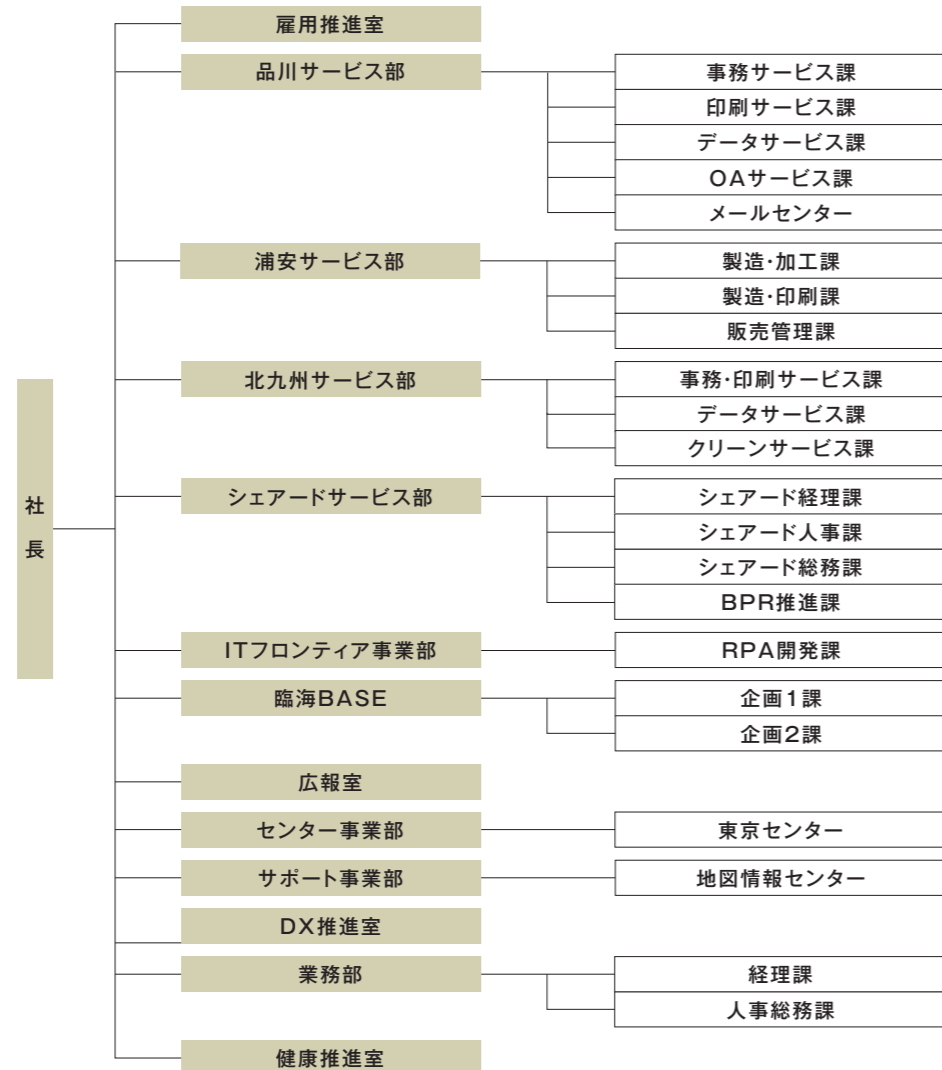 雇用推進室
品川サービス部
事務サービス課
印刷サービス課
データサービス課
OAサービス課
メールセンター
浦安サービス部
製造・加工課
製造・印刷課
販売管理課
北九州サービス部
事務・印刷サービス課
データサービス課
クリーンサービス課
社長
シェアードサービス部
シェアード経理課
シェアード人事課
シェアード総務課
BPR推進課
ITフロンティア事業部
RPA開発課
臨海BASE
企画1課
企画2課
広報室
センター事業部
東京センター
サポート事業部
地図情報センター
DX推進室
業務部
経理課
人事総務課
健康推進室